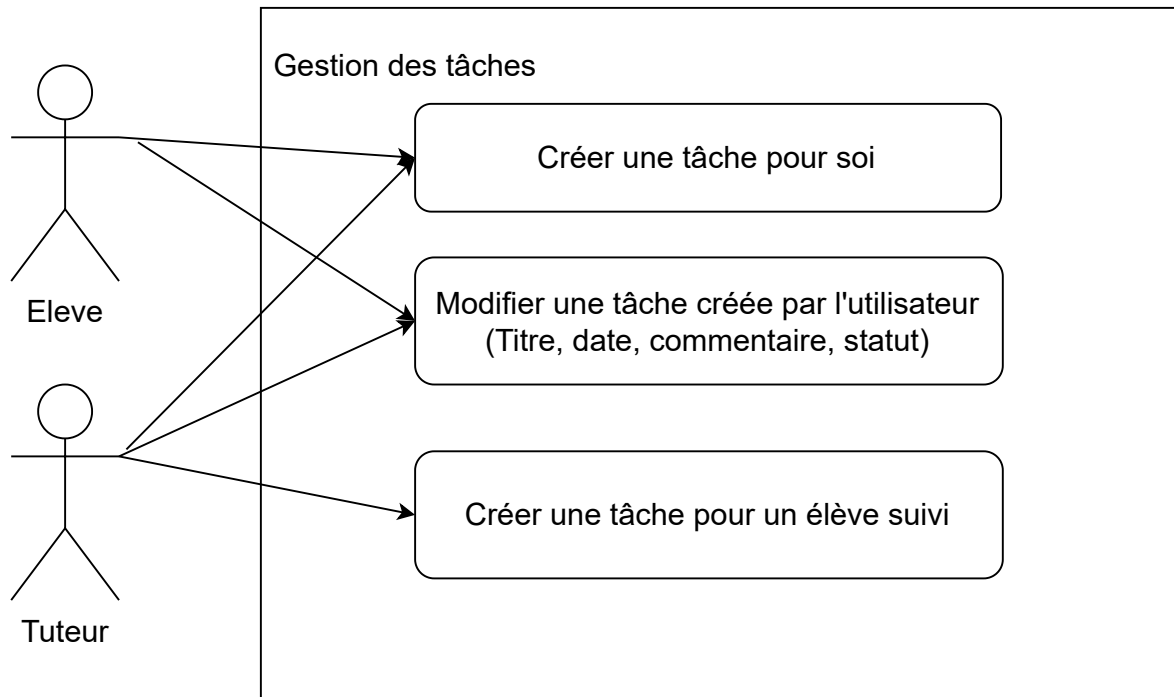 Gestion des tâches
Créer une tâche pour soi
Modifier une tâche créée par l'utilisateur
(Titre, date, commentaire, statut)
Eleve
Créer une tâche pour un élève suivi
Tuteur